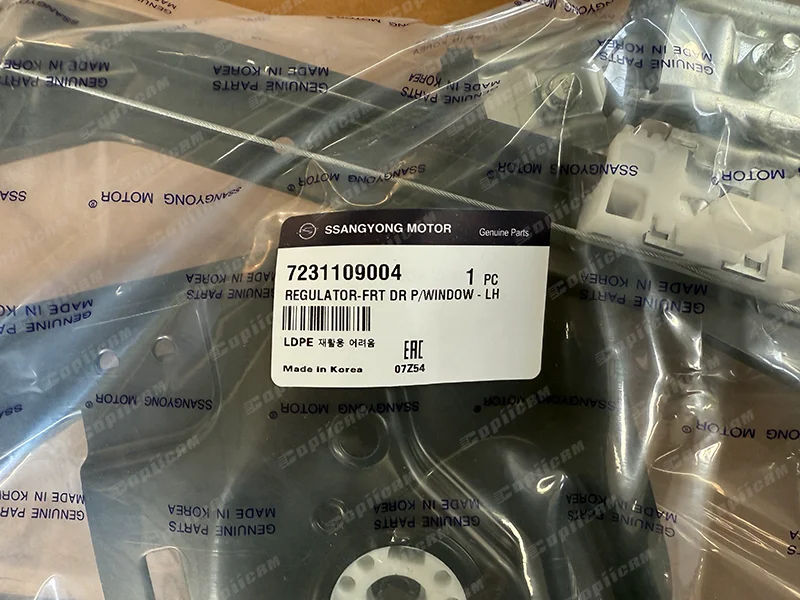 SSANGYONG MOTOR Genuine Parts
7231109004 1 PC
REGULATOR-FRT DR P/WINDOW - LH
LDPE 재활용 어려움 EAC
Made in Korea 07Z54
GENUINE PARTS
MADE IN KOREA
SSANGYONG MOTOR®
Copiicam